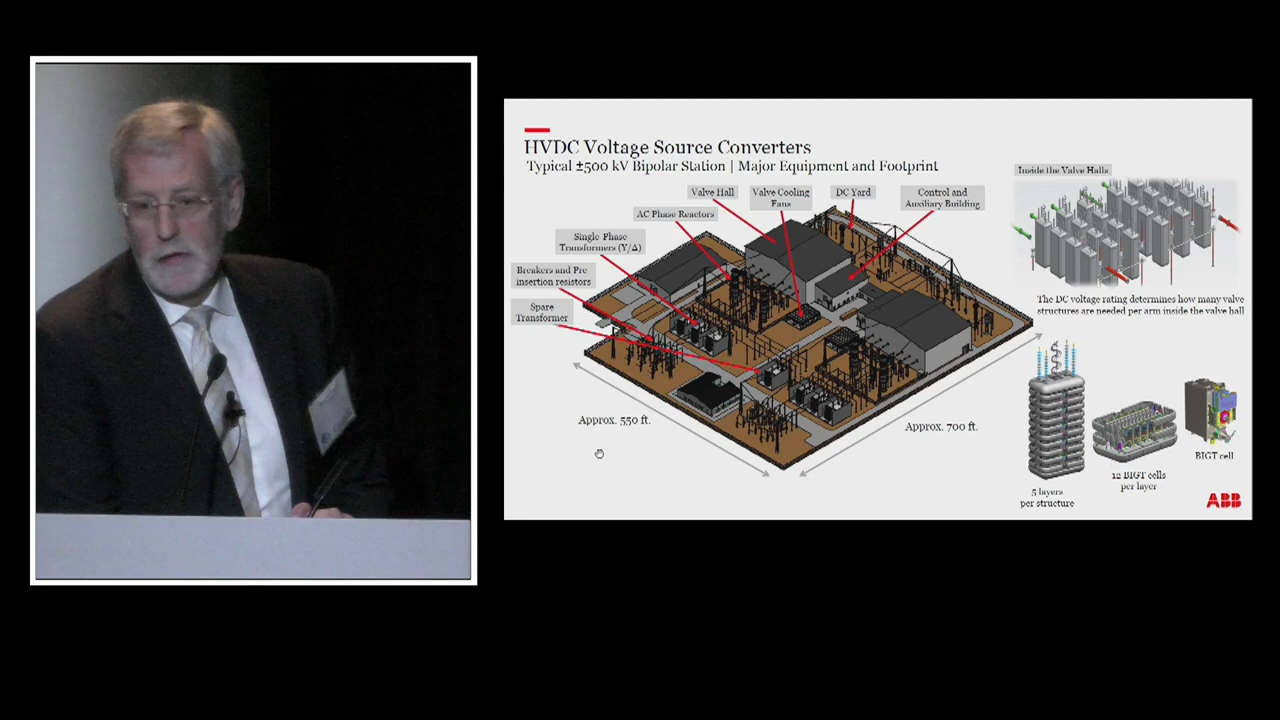 HVDC Voltage Source Converters
Typical ±500 kV Bipolar Station | Major Equipment and Footprint
Valve Hall
Valve Cooling
Fans
DC Yard
Control and
Auxiliary Building
AC Phase Reactors
Single-Phase
Transformers (Y/Δ)
Breakers and Pre-
insertion resistors
Spare
Transformer
Approx. 550 ft.
Approx. 700 ft.
Inside the Valve Halls
The DC voltage rating determines how many valve
structures are needed per arm inside the valve hall
5 layers
per structure
12 BIGT cells
per layer
BIGT cell
ABB